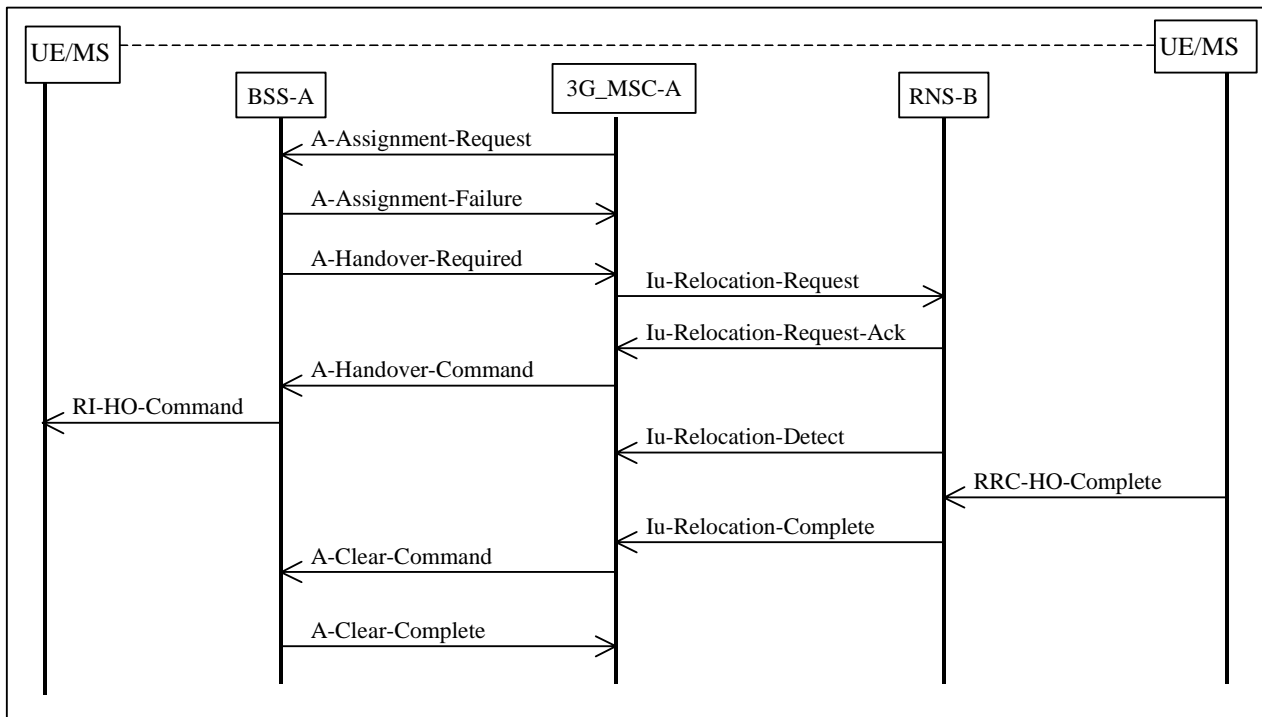 UE/MS
UE/MS
BSS-A
3G_MSC-A
RNS-B
A-Assignment-Request
A-Assignment-Failure
A-Handover-Required
Iu-Relocation-Request
Iu-Relocation-Request-Ack
A-Handover-Command
RI-HO-Command
Iu-Relocation-Detect
RRC-HO-Complete
Iu-Relocation-Complete
A-Clear-Command
A-Clear-Complete